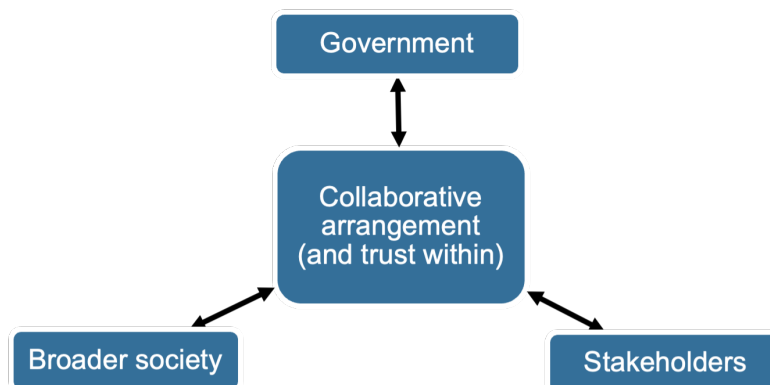 Government
Collaborative
arrangement
(and trust within)
Broader society
Stakeholders